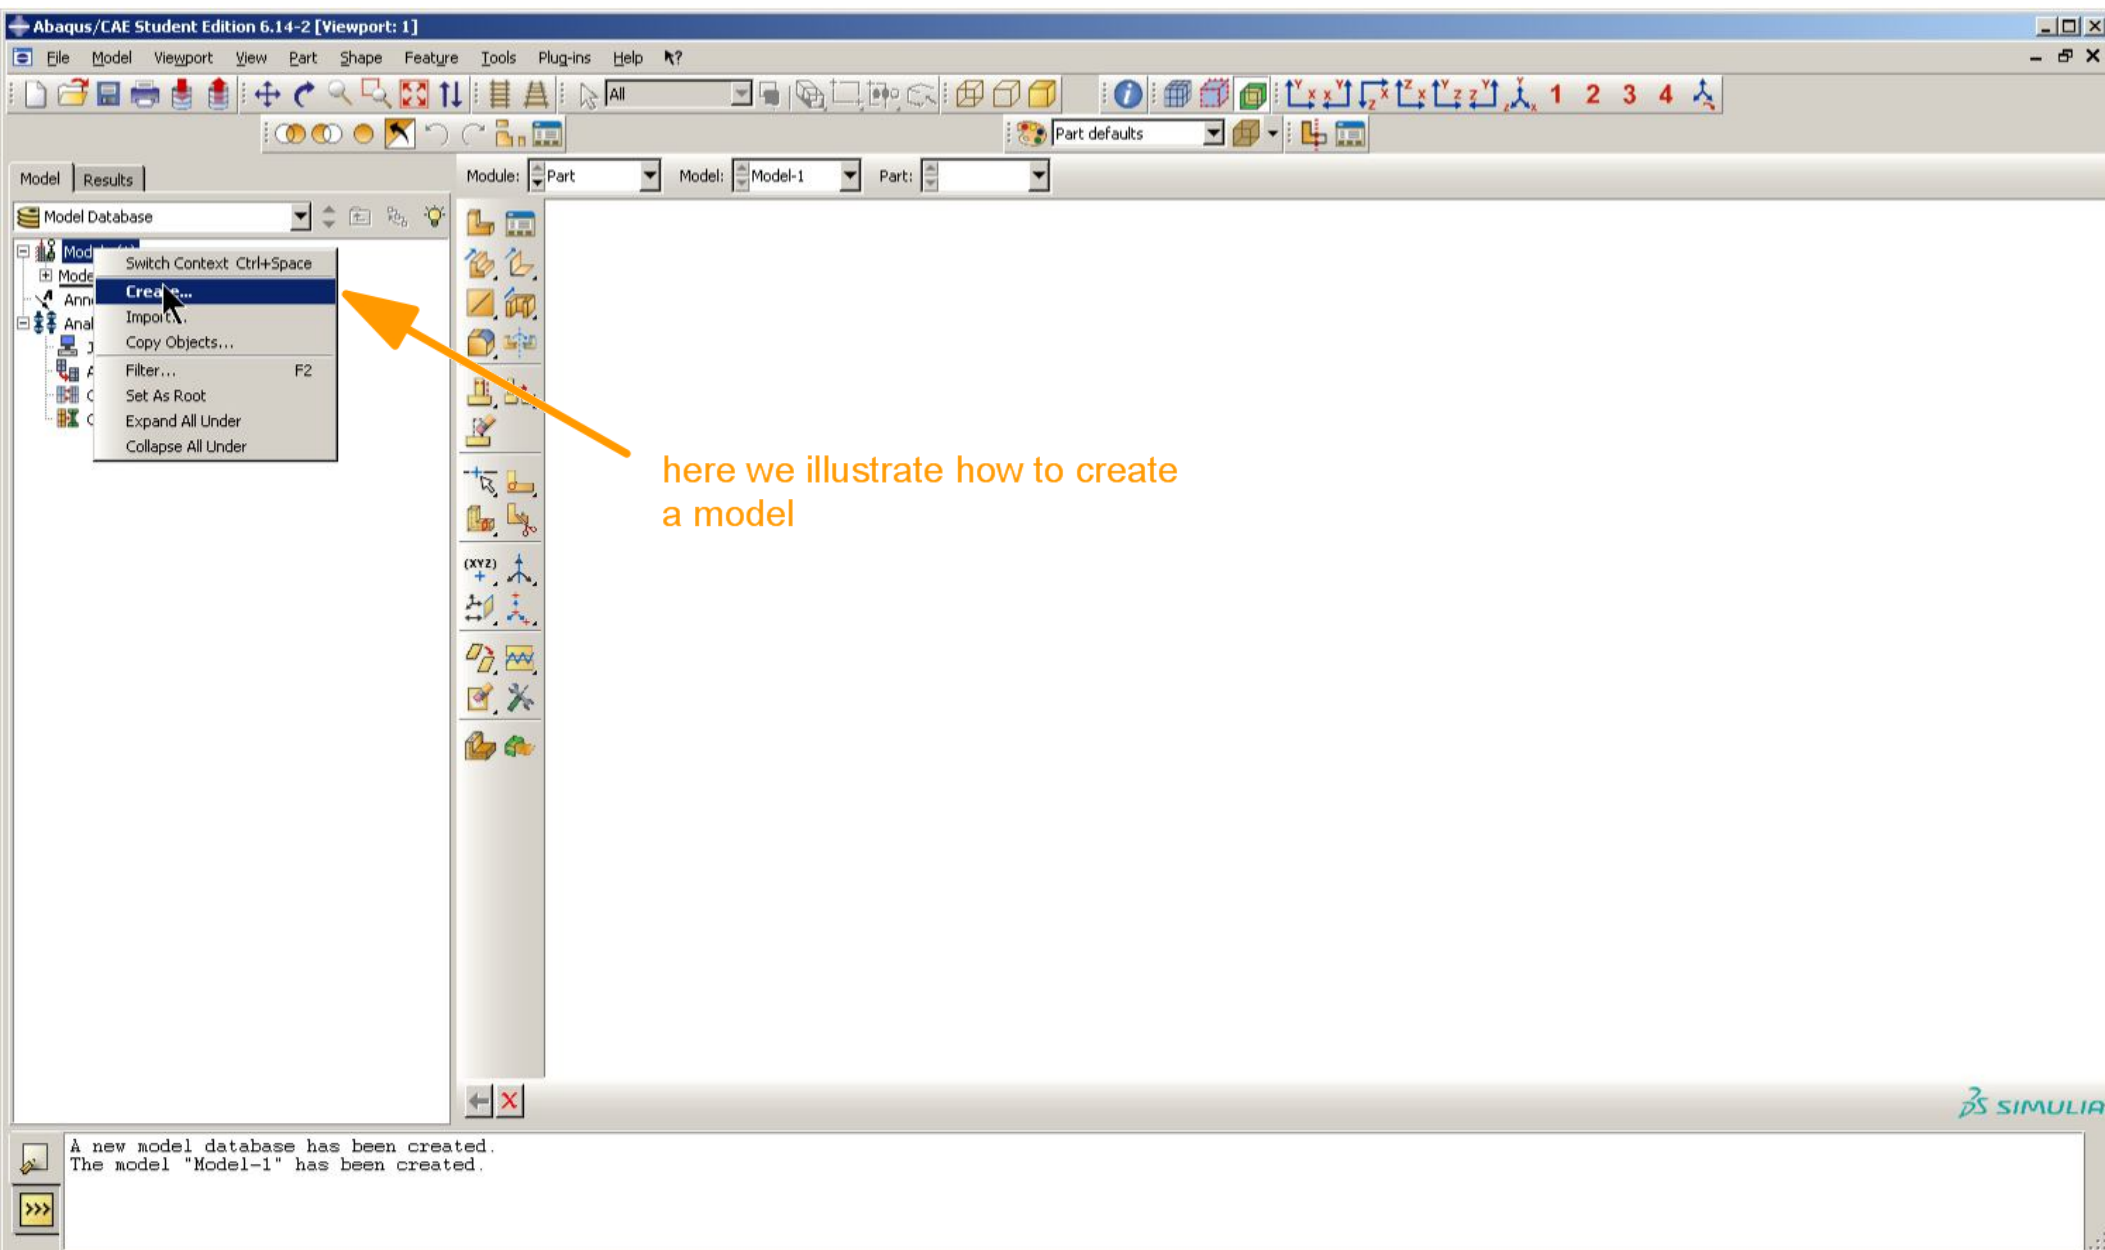 Abaqus/CAE Student Edition 6.14-2 [Viewport: 1]
File Model Viewport View Part Shape Feature Tools Plug-ins Help
All
1 2 3 4
Part defaults
Model Results
Module: Part Model: Model-1 Part:
Model Database
Switch Context Ctrl+Space
Create...
Import...
Copy Objects...
Filter... F2
Set As Root
Expand All Under
Collapse All Under
(XYZ)
here we illustrate how to create
a model
SIMULIA
A new model database has been created.
The model "Model-1" has been created.
>>>